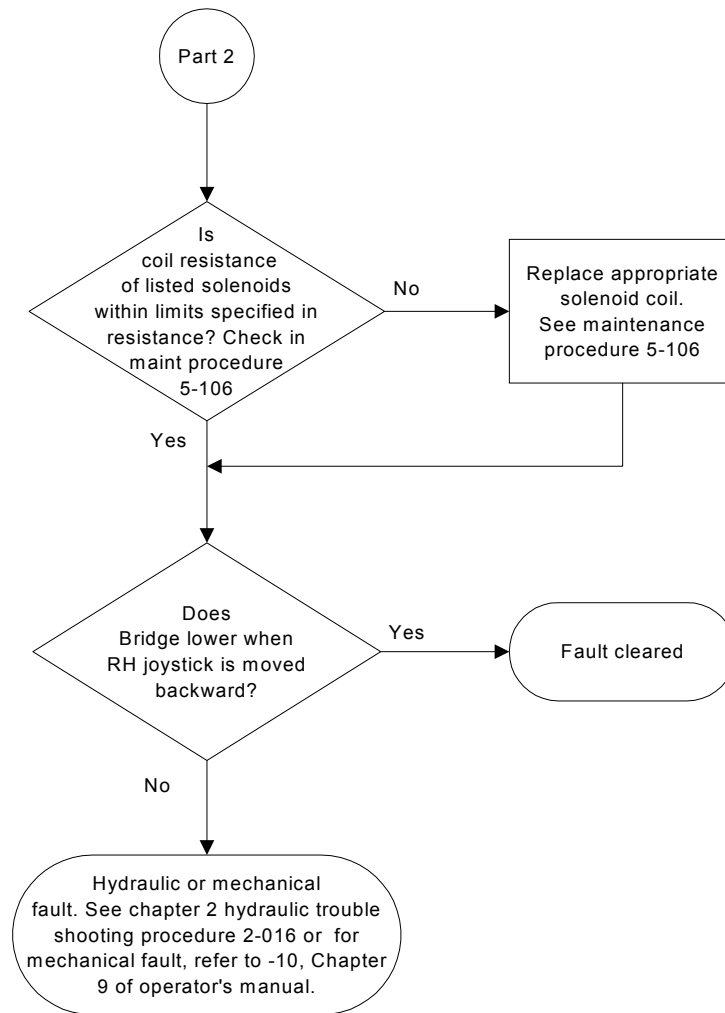 Part 2
Is
coil resistance
of listed solenoids
within limits specified in
resistance? Check in
maint procedure
5-106
No
Replace appropriate
solenoid coil.
See maintenance
procedure 5-106
Yes
Does
Bridge lower when
RH joystick is moved
backward?
Yes
Fault cleared
No
Hydraulic or mechanical
fault. See chapter 2 hydraulic trouble
shooting procedure 2-016 or for
mechanical fault, refer to -10, Chapter
9 of operator's manual.